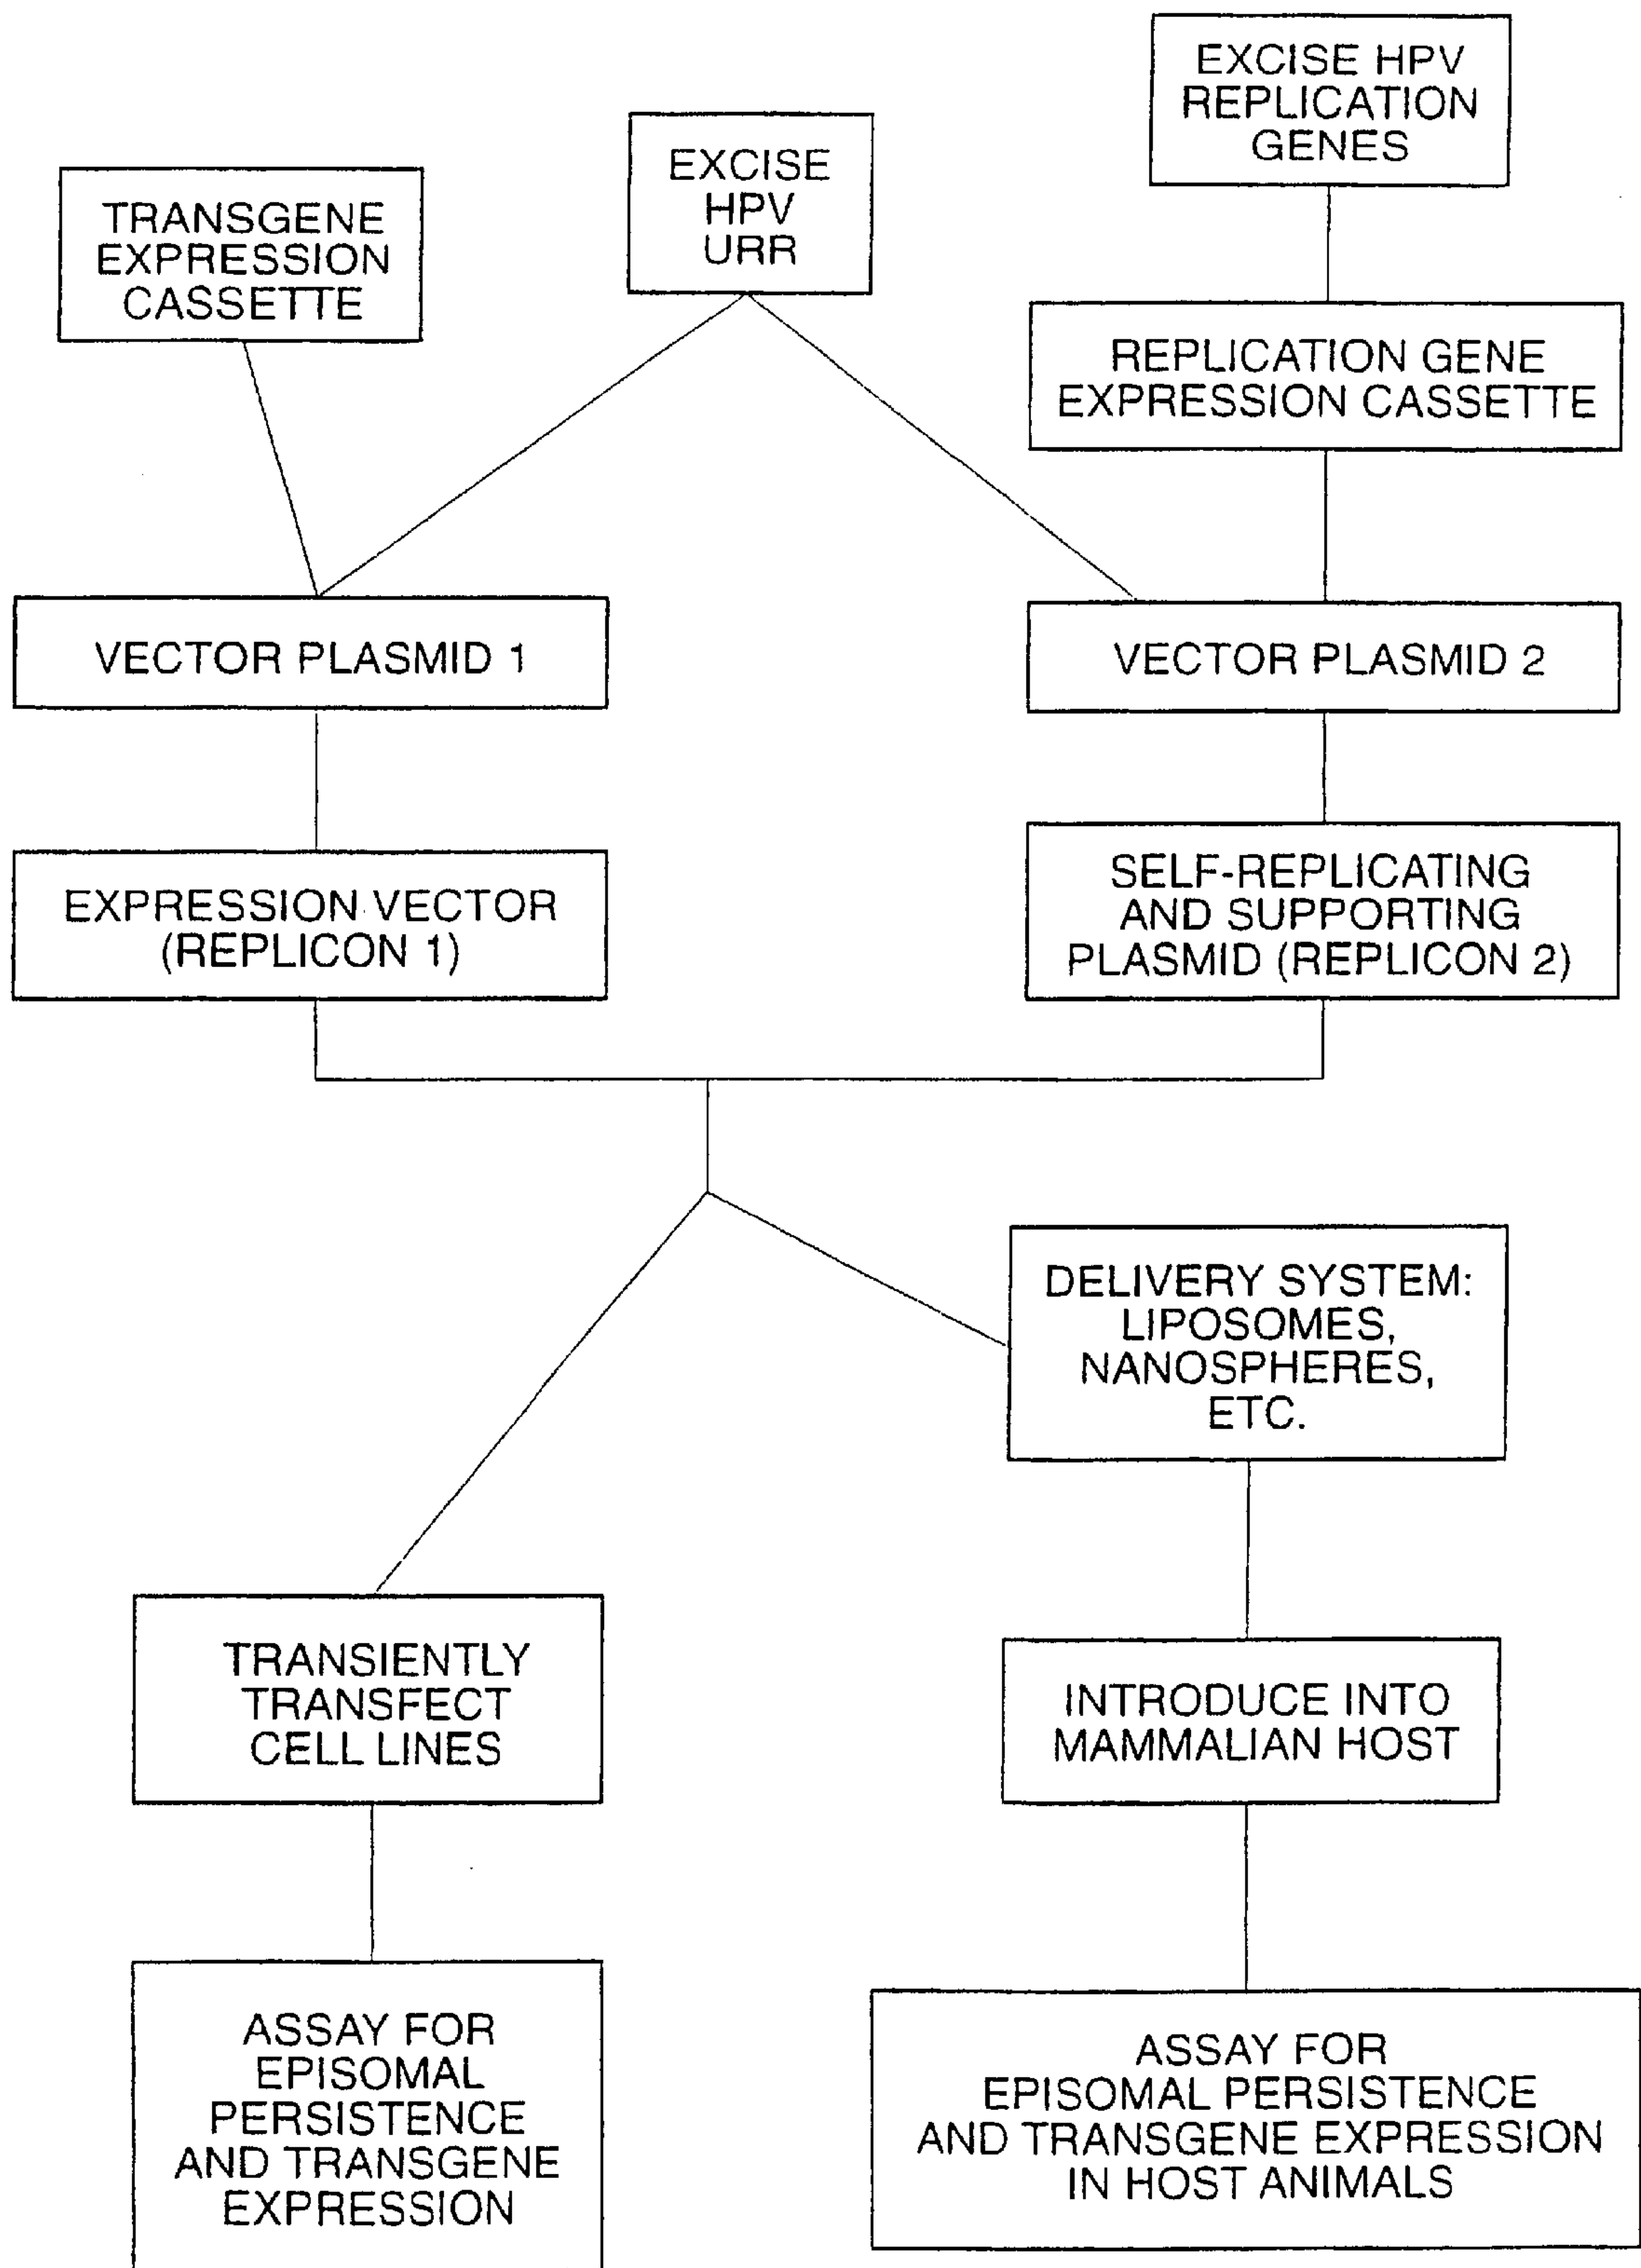 EXCISE HPV
REPLICATION
GENES
EXCISE
HPV
URR
TRANSGENE
EXPRESSION
CASSETTE
REPLICATION GENE
EXPRESSION CASSETTE
VECTOR PLASMID 1
VECTOR PLASMID 2
EXPRESSION VECTOR
(REPLICON 1)
SELF-REPLICATING
AND SUPPORTING
PLASMID (REPLICON 2)
DELIVERY SYSTEM:
LIPOSOMES,
NANOSPHERES,
ETC.
TRANSIENTLY
TRANSFECT
CELL LINES
INTRODUCE INTO
MAMMALIAN HOST
ASSAY FOR
EPISOMAL
PERSISTENCE
AND TRANSGENE
EXPRESSION
ASSAY FOR
EPISOMAL PERSISTENCE
AND TRANSGENE EXPRESSION
IN HOST ANIMALS